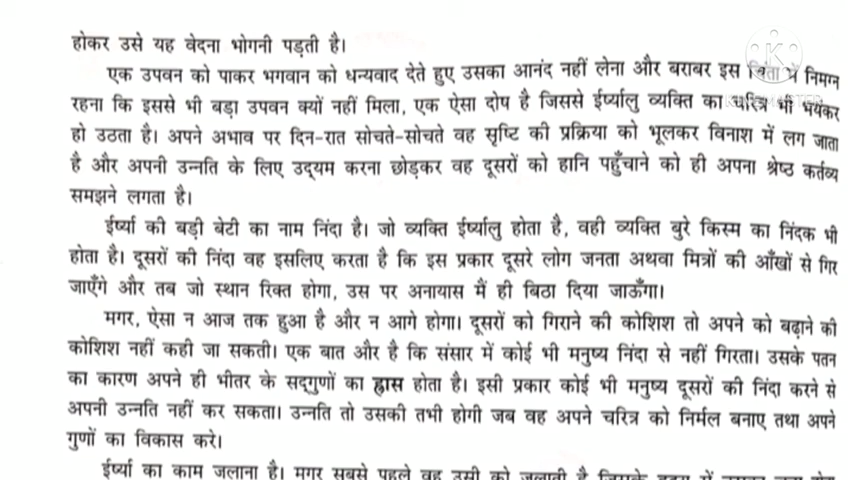 होकर उसे यह वेदना भोगनी पड़ती है।
एक उपवन को पाकर भगवान को धन्यवाद देते हुए उसका आनंद नहीं लेना और बराबर इस चिंता में निमग्न
रहना कि इससे भी बड़ा उपवन क्यों नहीं मिला, एक ऐसा दोष है जिससे ईर्ष्यालु व्यक्ति का चरित्र भी भयंकर
हो उठता है। अपने अभाव पर दिन-रात सोचते-सोचते वह सृष्टि की प्रक्रिया को भूलकर विनाश में लग जाता
है और अपनी उन्नति के लिए उद्यम करना छोड़कर वह दूसरों को हानि पहुँचाने को ही अपना श्रेष्ठ कर्तव्य
समझने लगता है।
ईर्ष्या की बड़ी बेटी का नाम निंदा है। जो व्यक्ति ईर्ष्यालु होता है, वही व्यक्ति बुरे किस्म का निंदक भी
होता है। दूसरों की निंदा वह इसलिए करता है कि इस प्रकार दूसरे लोग जनता अथवा मित्रों की आँखों से गिर
जाएँगे और तब जो स्थान रिक्त होगा, उस पर अनायास मैं ही बिठा दिया जाऊँगा।
मगर, ऐसा न आज तक हुआ है और न आगे होगा। दूसरों को गिराने की कोशिश तो अपने को बढ़ाने की
कोशिश नहीं कही जा सकती। एक बात और है कि संसार में कोई भी मनुष्य निंदा से नहीं गिरता। उसके पतन
का कारण अपने ही भीतर के सद्गुणों का ह्रास होता है। इसी प्रकार कोई भी मनुष्य दूसरों की निंदा करने से
अपनी उन्नति नहीं कर सकता। उन्नति तो उसकी तभी होगी जब वह अपने चरित्र को निर्मल बनाए तथा अपने
गुणों का विकास करे।
ईर्ष्या का काम जलाना है। मगर सबसे पहले वह उसी को जलाती है जिसके हृदय में
KINEMASTER